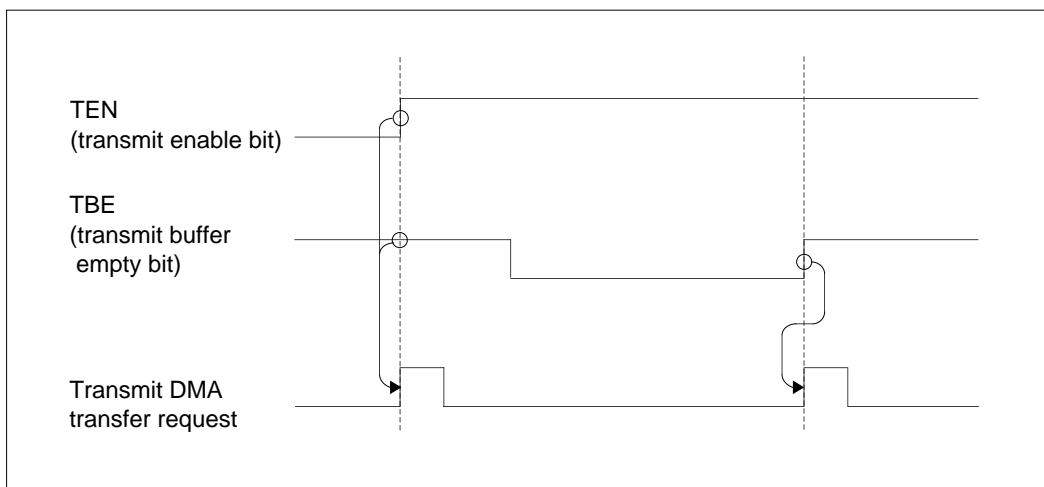 TEN
(transmit enable bit)
TBE
(transmit buffer
empty bit)
Transmit DMA
transfer request